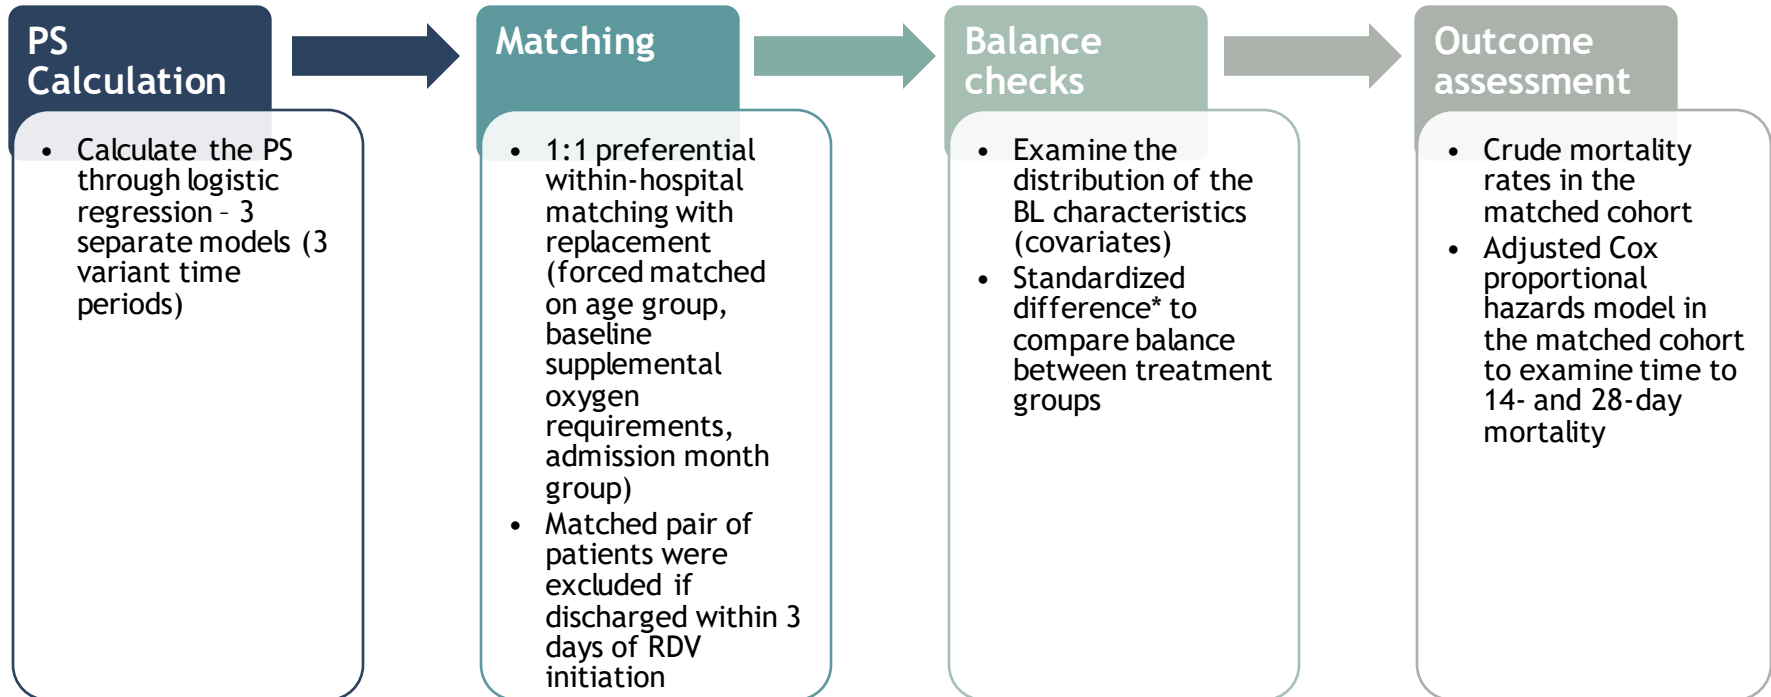 PS
Calculation
• Calculate the PS
through logistic
regression – 3
separate models (3
variant time
periods)
Matching
• 1:1 preferential
within-hospital
matching with
replacement
(forced matched
on age group,
baseline
supplemental
oxygen
requirements,
admission month
group)
• Matched pair of
patients were
excluded if
discharged within 3
days of RDV
initiation
Balance
checks
• Examine the
distribution of the
BL characteristics
(covariates)
• Standardized
difference* to
compare balance
between treatment
groups
Outcome
assessment
• Crude mortality
rates in the
matched cohort
• Adjusted Cox
proportional
hazards model in
the matched cohort
to examine time to
14- and 28-day
mortality